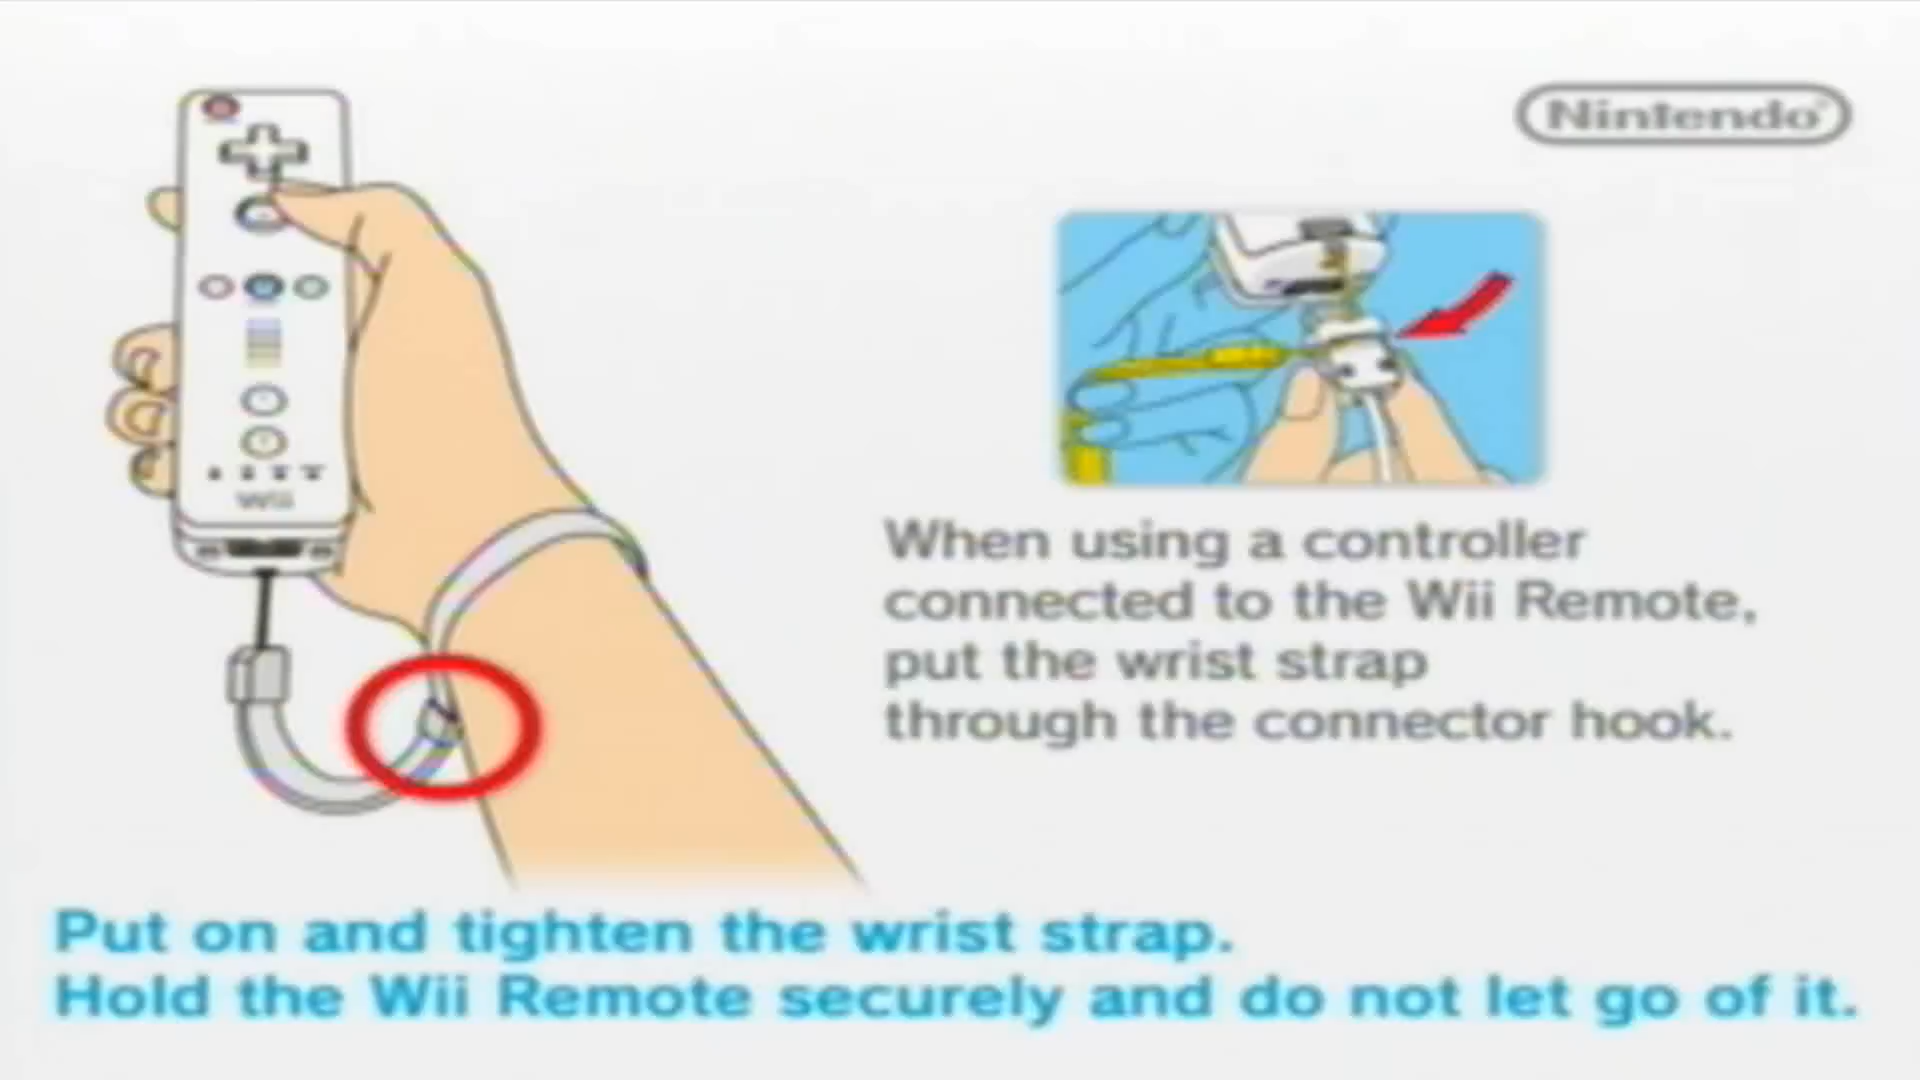 Nintendo
Wii
When using a controller
connected to the Wii Remote,
put the wrist strap
through the connector hook.
Put on and tighten the wrist strap.
Hold the Wii Remote securely and do not let go of it.